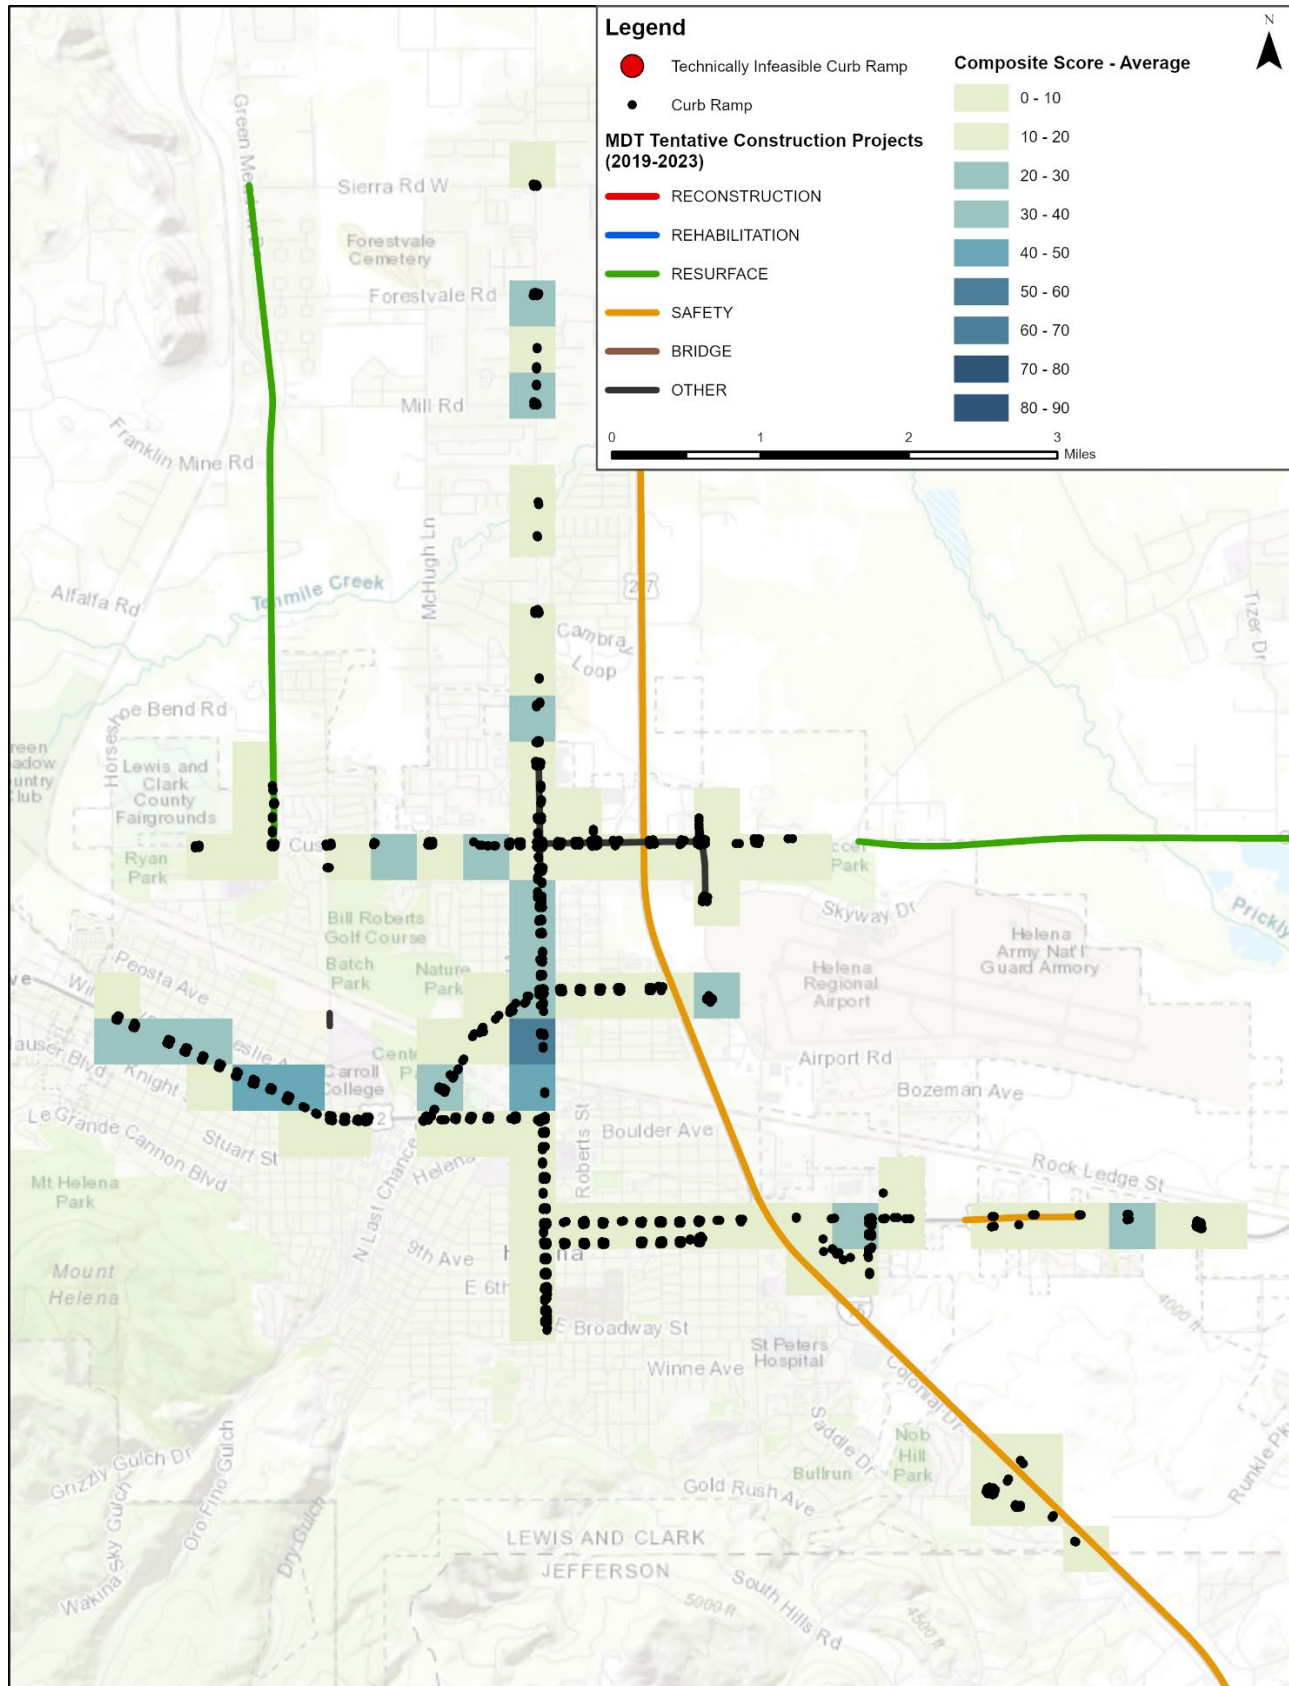 Legend
Technically Infeasible Curb Ramp
Curb Ramp
MDT Tentative Construction Projects
(2019-2023)
RECONSTRUCTION
REHABILITATION
RESURFACE
SAFETY
BRIDGE
OTHER
Composite Score - Average
0 - 10
10 - 20
20 - 30
30 - 40
40 - 50
50 - 60
60 - 70
70 - 80
80 - 90
N
0 1 2 3
Miles
Sierra Rd W
Forestvale
Cemetery
Forestvale Rd
Mill Rd
Franklin Mine Rd
McHugh Ln
Tenmile Creek
Alfalfa Rd
Cambray
Loop
Tizer Dr
Lewis and
Clark
County
Fairgrounds
Ryan
Park
Bill Roberts
Golf Course
Batch
Park
Nature
Park
Skyway Dr
Helena
Army Nat'l
Guard Armory
Prickly
Helena
Regional
Airport
Peosta Ave
Knight
Carroll
College
Airport Rd
Bozeman Ave
Le Grande Cannon Blvd
Stuart St
Boulder Ave
Roberts St
Rock Ledge St
Mt Helena
Park
N Last Chance
Helena
9th Ave
E 6th
Mount
Helena
15
4000 ft
Broadway St
St Peters
Hospital
Winne Ave
Colonial Dr
Saddle Dr
Nob
Hill
Park
Bullrun
Gold Rush Ave
Grizzly Gulch Dr
Oro Fino Gulch
Dry Gulch
Wakina Sky Gulch
Runkle Pk
LEWIS AND CLARK
JEFFERSON
5000 ft
South Hills Rd
4500 ft